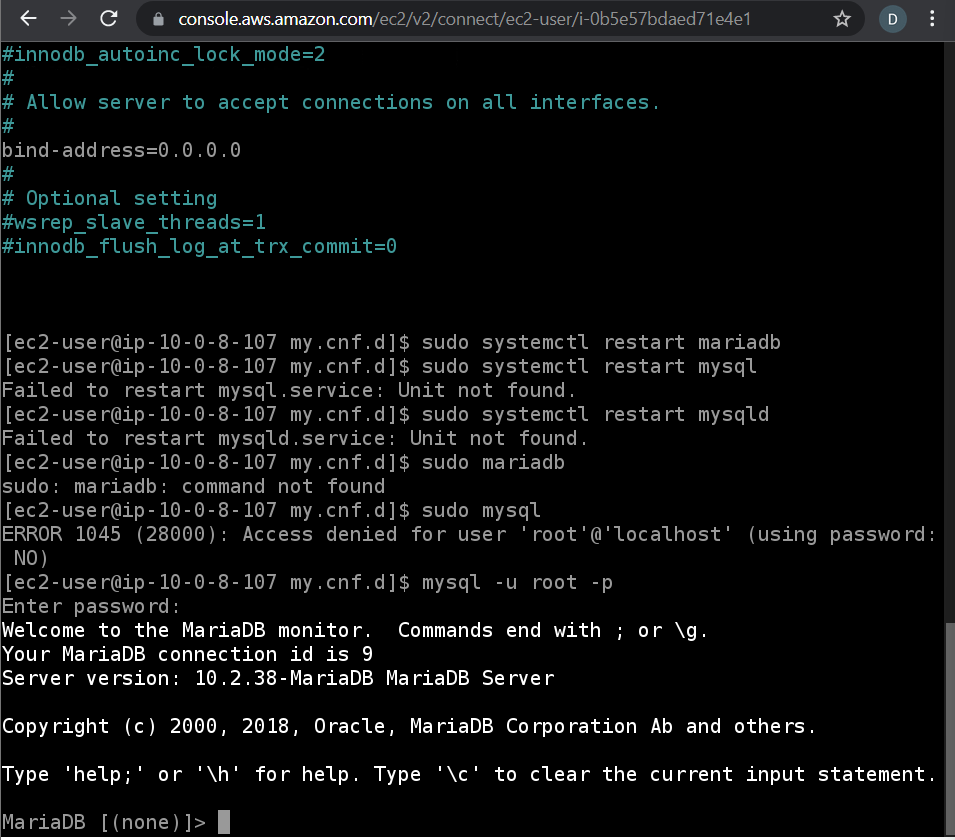 console.aws.amazon.com/ec2/v2/connect/ec2-user/i-0b5e57bdaed71e4e1
D
#innodb_autoinc_lock_mode=2
#
# Allow server to accept connections on all interfaces.
#
bind-address=0.0.0.0
#
# Optional setting
#wsrep_slave_threads=1
#innodb_flush_log_at_trx_commit=0
[ec2-user@ip-10-0-8-107 my.cnf.d]$ sudo systemctl restart mariadb
[ec2-user@ip-10-0-8-107 my.cnf.d]$ sudo systemctl restart mysql
Failed to restart mysql.service: Unit not found.
[ec2-user@ip-10-0-8-107 my.cnf.d]$ sudo systemctl restart mysqld
Failed to restart mysqld.service: Unit not found.
[ec2-user@ip-10-0-8-107 my.cnf.d]$ sudo mariadb
sudo: mariadb: command not found
[ec2-user@ip-10-0-8-107 my.cnf.d]$ sudo mysql
ERROR 1045 (28000): Access denied for user 'root'@'localhost' (using password:
 NO)
[ec2-user@ip-10-0-8-107 my.cnf.d]$ mysql -u root -p
Enter password:
Welcome to the MariaDB monitor.  Commands end with ; or \g.
Your MariaDB connection id is 9
Server version: 10.2.38-MariaDB MariaDB Server
Copyright (c) 2000, 2018, Oracle, MariaDB Corporation Ab and others.
Type 'help;' or '\h' for help. Type '\c' to clear the current input statement.
MariaDB [(none)]>